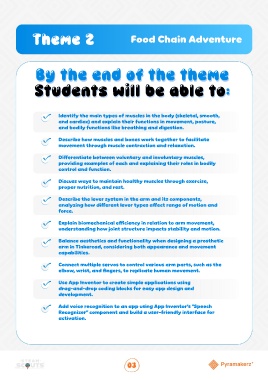 Theme 2
Food Chain Adventure
By the end of the theme
Students will be able to:
Identify the main types of muscles in the body (skeletal, smooth,
and cardiac) and explain their functions in movement, posture,
and bodily functions like breathing and digestion.
Describe how muscles and bones work together to facilitate
movement through muscle contraction and relaxation.
Differentiate between voluntary and involuntary muscles,
providing examples of each and explaining their roles in bodily
control and function.
Discuss ways to maintain healthy muscles through exercise,
proper nutrition, and rest.
Describe the lever system in the arm and its components,
analyzing how different lever types affect range of motion and
force.
Explain biomechanical efficiency in relation to arm movement,
understanding how joint structure impacts stability and motion.
Balance aesthetics and functionality when designing a prosthetic
arm in Tinkercad, considering both appearance and movement
capabilities.
Connect multiple servos to control various arm parts, such as the
elbow, wrist, and fingers, to replicate human movement.
Use App Inventor to create simple applications using
drag-and-drop coding blocks for easy app design and
development.
Add voice recognition to an app using App Inventor's "Speech
Recognizer" component and build a user-friendly interface for
activation.
03
Pyramakerz